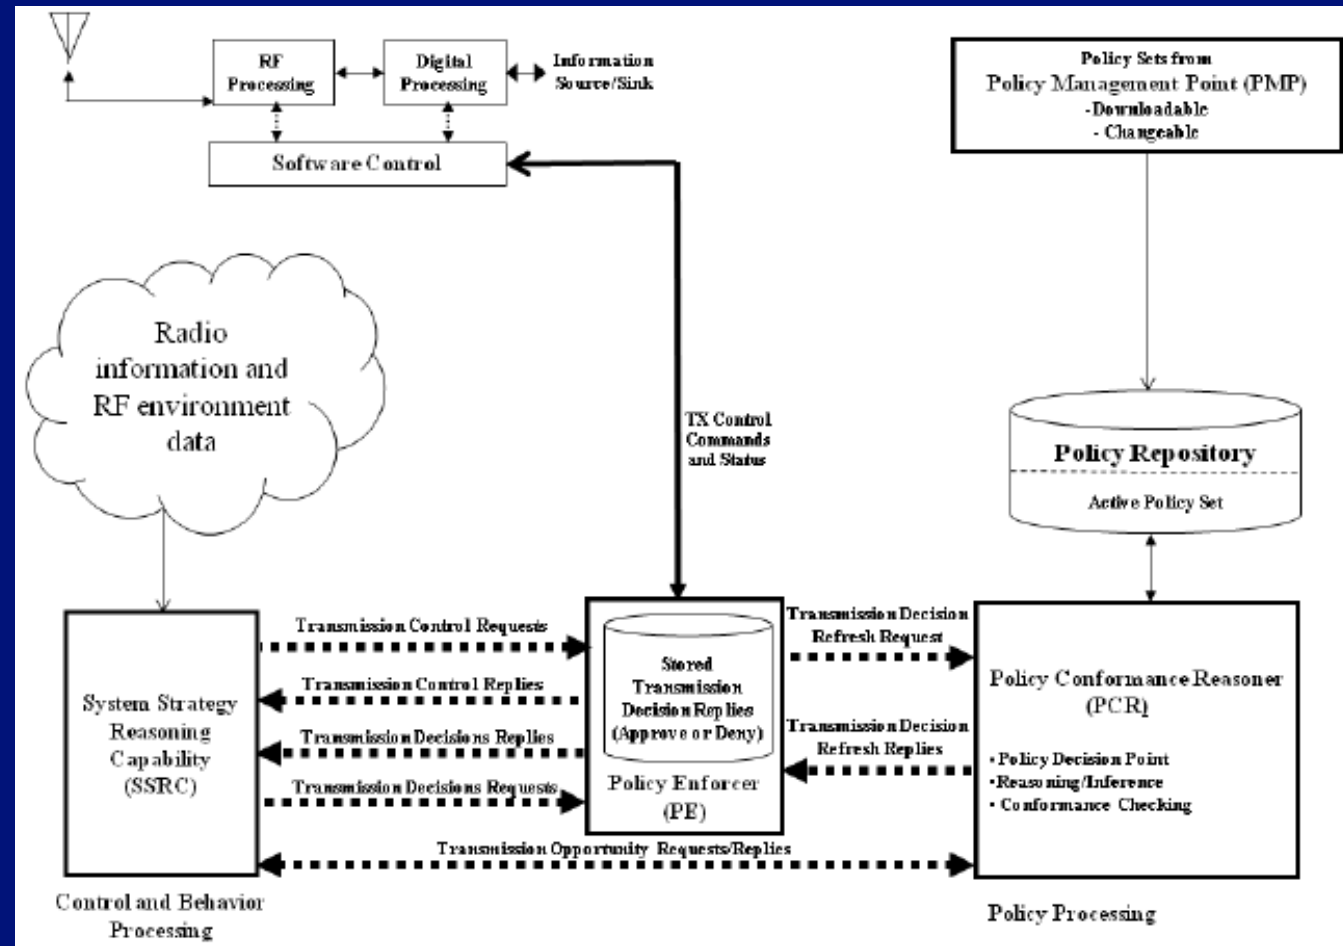 RF
Processing
Digital
Processing
Information
Source/Sink
Software Control
Policy Sets from
Policy Management Point (PMP)
-Downloadable
- Changeable
Radio
information and
RF environment
data
TX Control
Commands
and Status
Policy Repository
Active Policy Set
System Strategy
Reasoning
Capability
(SSRC)
Transmission Control Requests
Transmission Control Replies
Transmission Decisions Replies
Transmission Decisions Requests
Stored
Transmission
Decision Replies
(Approve or Deny)
Policy Enforcer
(PE)
Transmission Decision
Refresh Request
Transmission Decision
Refresh Replies
Policy Conformance Reasoner
(PCR)
• Policy Decision Point
•Reasoning/Inference
• Conformance Checking
Transmission Opportunity Requests/Replies
Control and Behavior
Processing
Policy Processing